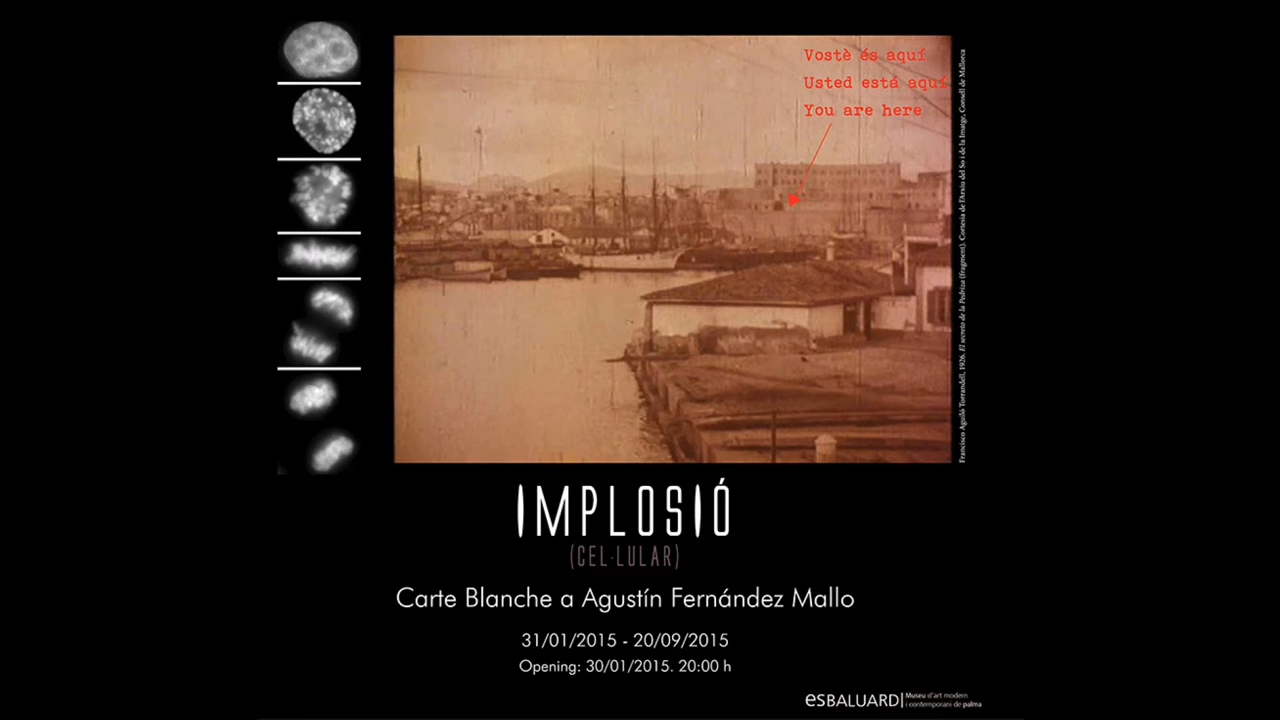 Vostè és aquí
Usted está aquí
You are here
Francisco Aguiló Torrandell, 1926. El secreto de la Pedriza (fragment). Cortesia de l'Arxiu del So i de la Imatge, Consell de Mallorca
IMPLOSIÓ
(CEL·LULAR)
Carte Blanche a Agustín Fernández Mallo
31/01/2015 - 20/09/2015
Opening: 30/01/2015. 20:00 h
esBALUARD
Museu d'art modern
i contemporani de palma